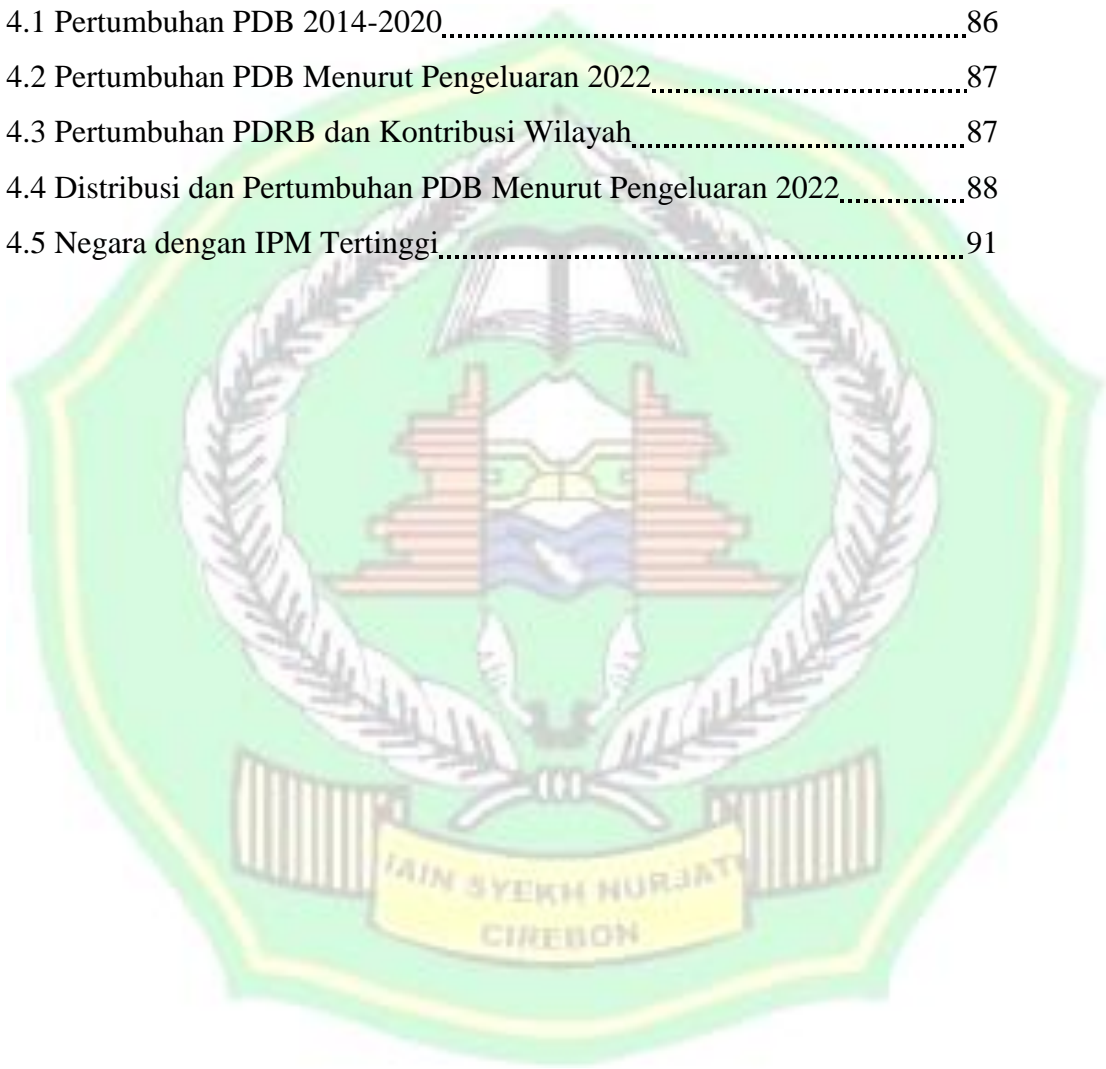 4.1 Pertumbuhan PDB 2014-2020........................................................86
4.2 Pertumbuhan PDB Menurut Pengeluaran 2022..................................87
4.3 Pertumbuhan PDRB dan Kontribusi Wilayah....................................87
4.4 Distribusi dan Pertumbuhan PDB Menurut Pengeluaran 2022.............88
4.5 Negara dengan IPM Tertinggi........................................................91
IAIN SYEKH NURJATI
CIREBON